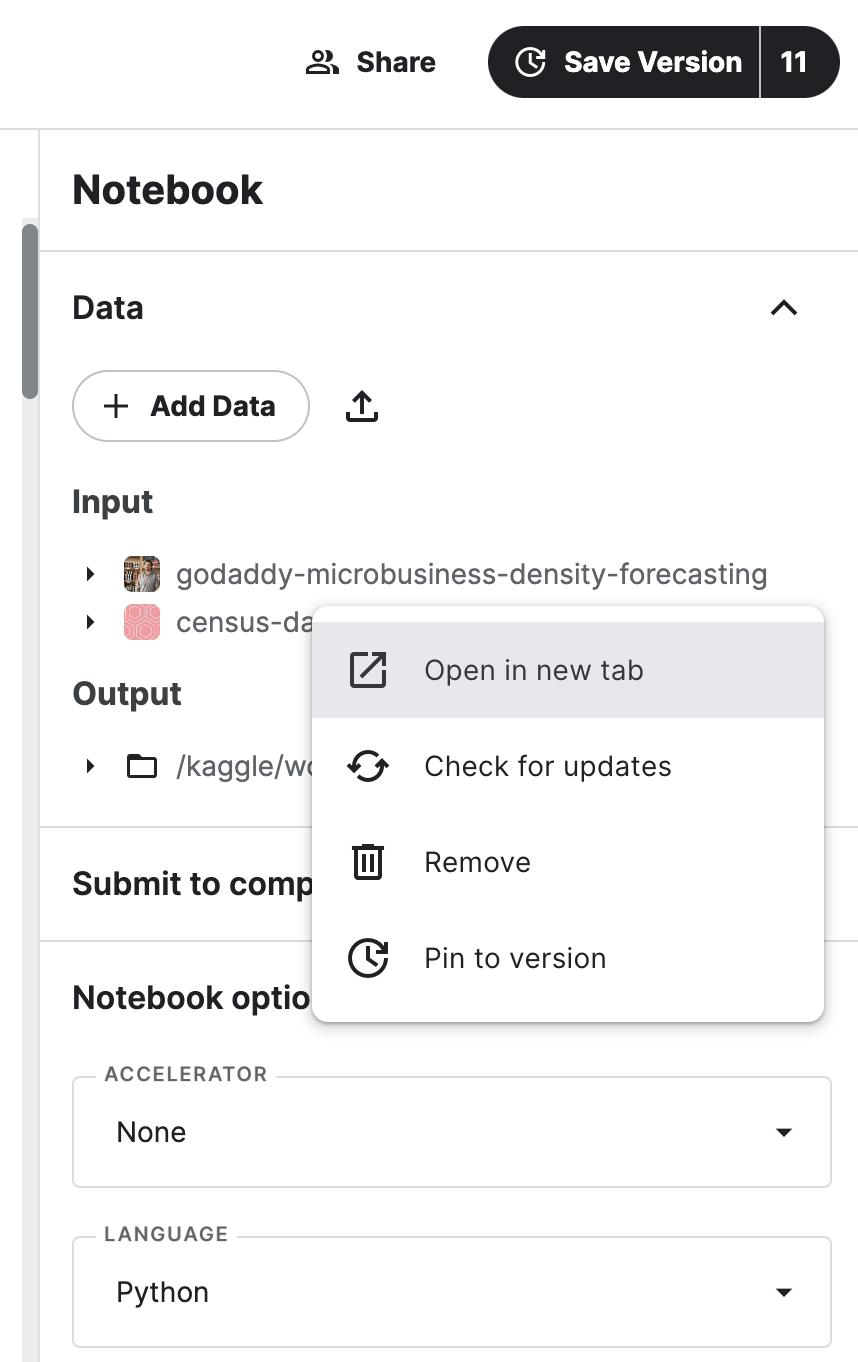 Share
Save Version
11
Notebook
Data
Add Data
Input
godaddy-microbusiness-density-forecasting
census-da
Open in new tab
Output
Check for updates
/kaggle/wo
Remove
Submit to comp
Pin to version
Notebook optio
ACCELERATOR
None
LANGUAGE
Python